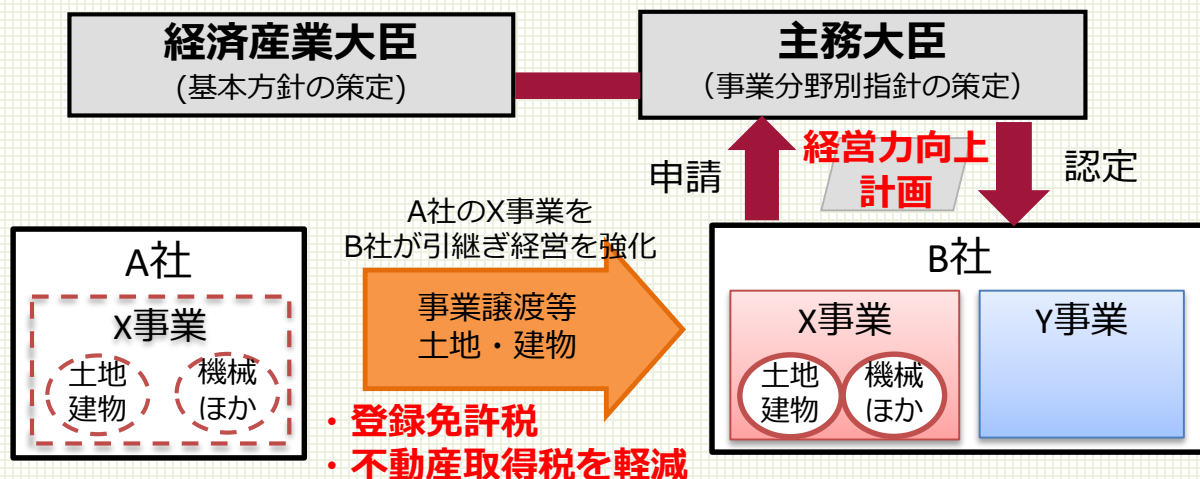 経済産業大臣
(基本方針の策定)
主務大臣
（事業分野別指針の策定）
申請
経営力向上
計画
認定
A社のX事業を
B社が引継ぎ経営を強化
A社
X事業
土地
建物
機械
ほか
事業譲渡等
土地・建物
・登録免許税
・不動産取得税を軽減
B社
X事業
土地
建物
機械
ほか
Y事業